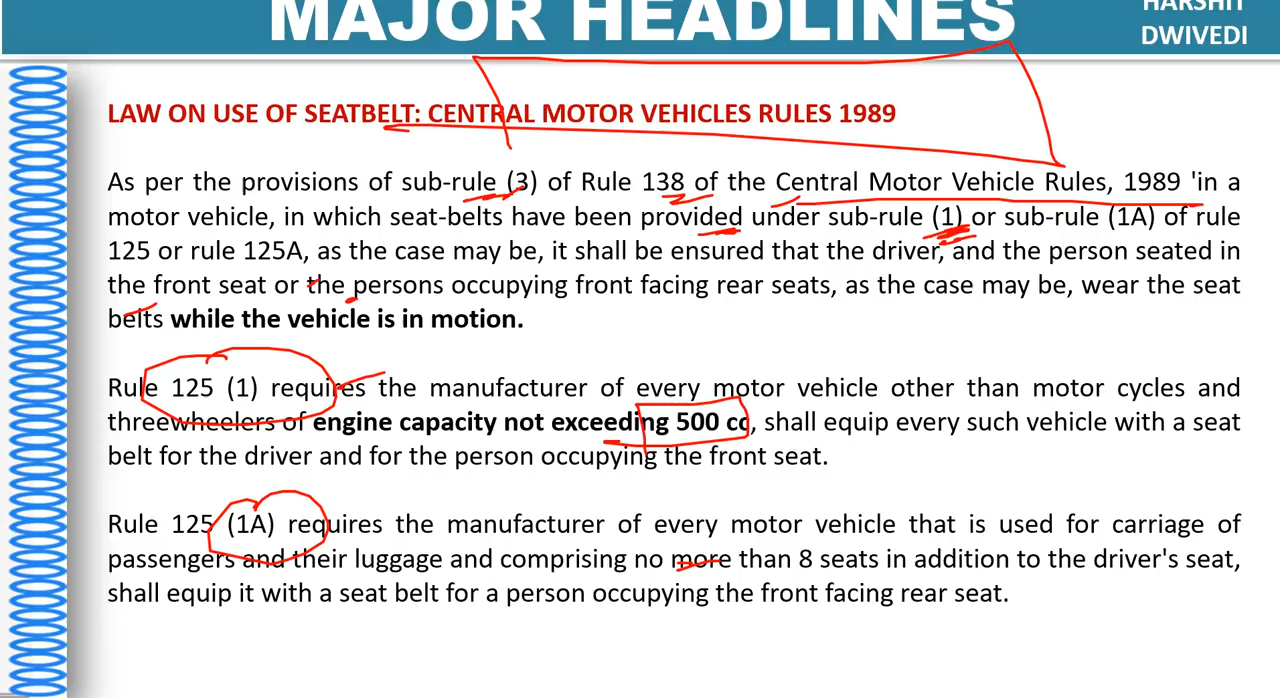 MAJOR HEADLINES
HARSHIT
DWIVEDI
LAW ON USE OF SEATBELT: CENTRAL MOTOR VEHICLES RULES 1989
As per the provisions of sub-rule (3) of Rule 138 of the Central Motor Vehicle Rules, 1989 'in a
motor vehicle, in which seat-belts have been provided under sub-rule (1) or sub-rule (1A) of rule
125 or rule 125A, as the case may be, it shall be ensured that the driver, and the person seated in
the front seat or the persons occupying front facing rear seats, as the case may be, wear the seat
belts while the vehicle is in motion.
Rule 125 (1) requires the manufacturer of every motor vehicle other than motor cycles and
threewheelers of engine capacity not exceeding 500 cc, shall equip every such vehicle with a seat
belt for the driver and for the person occupying the front seat.
Rule 125 (1A) requires the manufacturer of every motor vehicle that is used for carriage of
passengers and their luggage and comprising no more than 8 seats in addition to the driver's seat,
shall equip it with a seat belt for a person occupying the front facing rear seat.